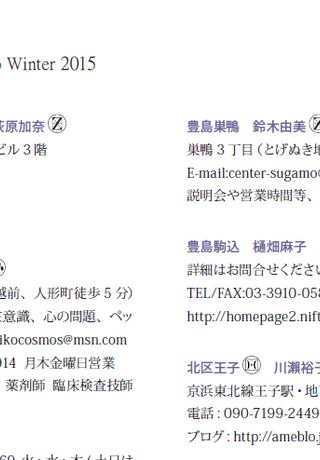 Winter 2015
荻原加奈
ビル3階
越前、人形町徒歩5分）
意識、心の問題、ペッ
ikocosmos@msn.com
014 月木金曜日営業
薬剤師 臨床検査技師
豊島巣鴨 鈴木由美
巣鴨3丁目（とげぬき地
E-mail:center-sugamo@
説明会や営業時間等、
豊島駒込 樋畑麻子
詳細はお問合せください
TEL/FAX:03-3910-058
http://homepage2.nift
北区王子 川瀬裕子
京浜東北線王子駅・地
電話：090-7199-2449
ブログ：http://ameblo.j